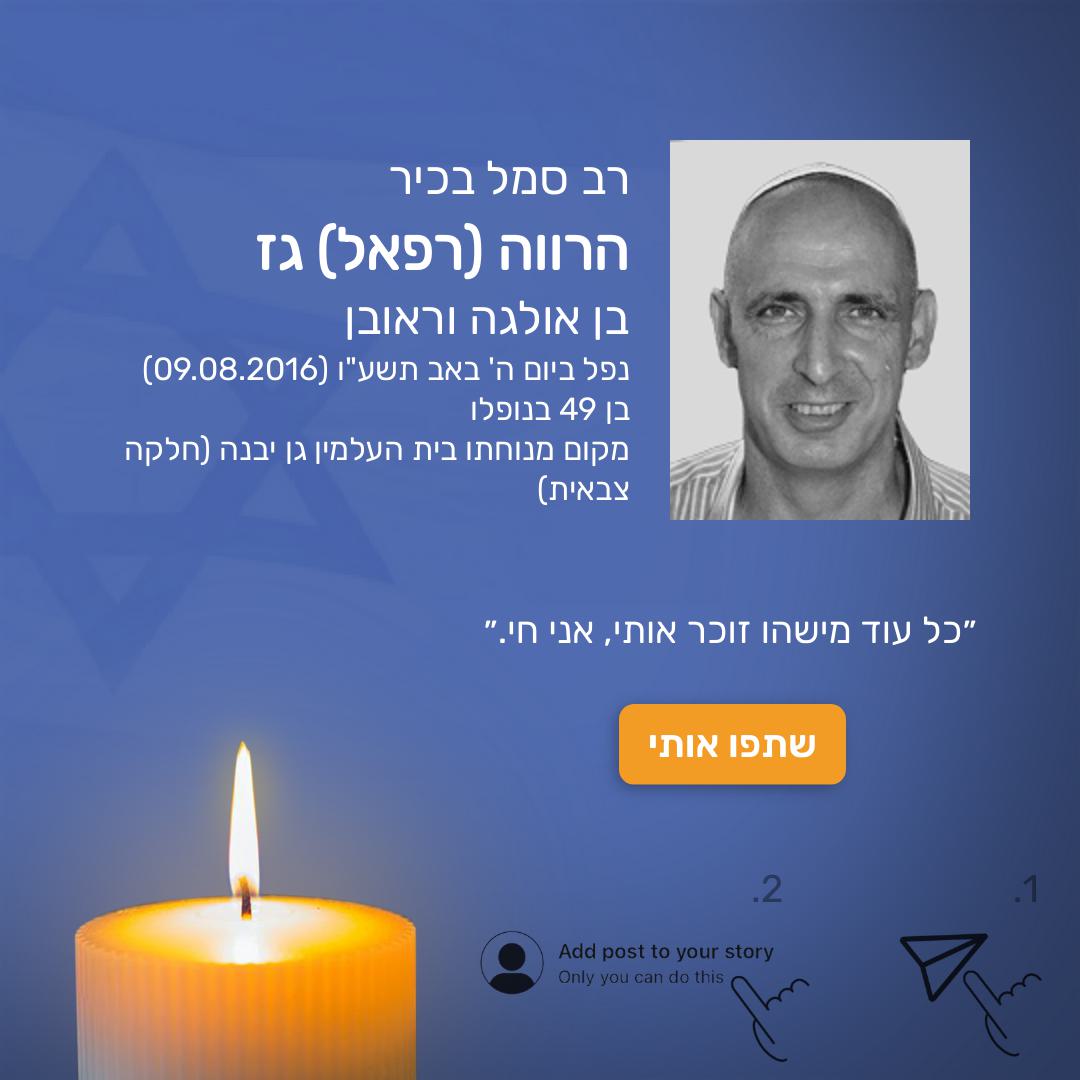 רב סמל בכיר
הרווה (רפאל) גז
בן אולגה וראובן
נפל ביום ה' באב תשע"ו (09.08.2016)
בן 49 בנופלו
מקום מנוחתו בית העלמין גן יבנה (חלקה
צבאית)
"כל עוד מישהו זוכר אותי, אני חי."
שתפו אותי
1.
2.
Add post to your story
Only you can do this